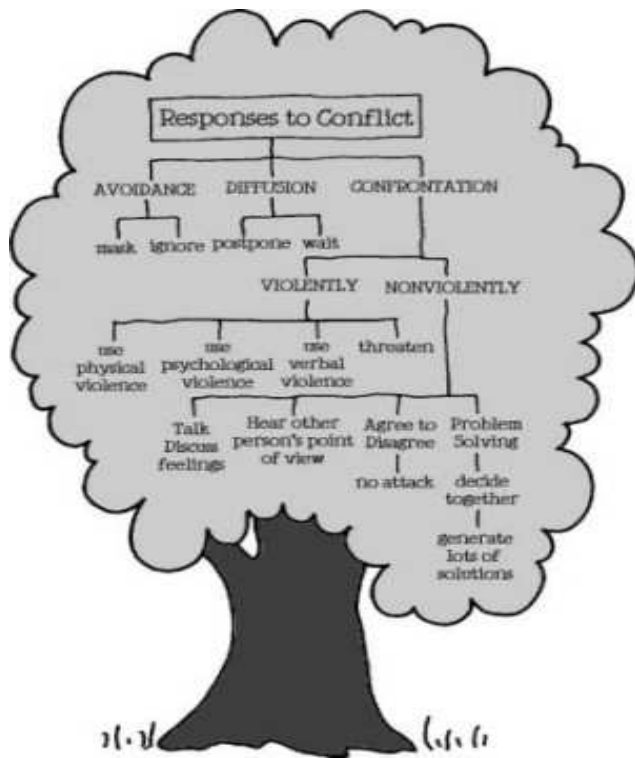 Responses to Conflict
AVOIDANCE DIFFUSION CONFRONTATION
mask ignore postpone wait
VIOLENTLY NONVIOLENTLY
use physical violence
use psychological violence
use verbal violence
threaten
Talk
Discuss
feelings
Hear other
person's point
of view
Agree to
Disagree
no attack
Problem
Solving
decide
together
generate
lots of
solutions